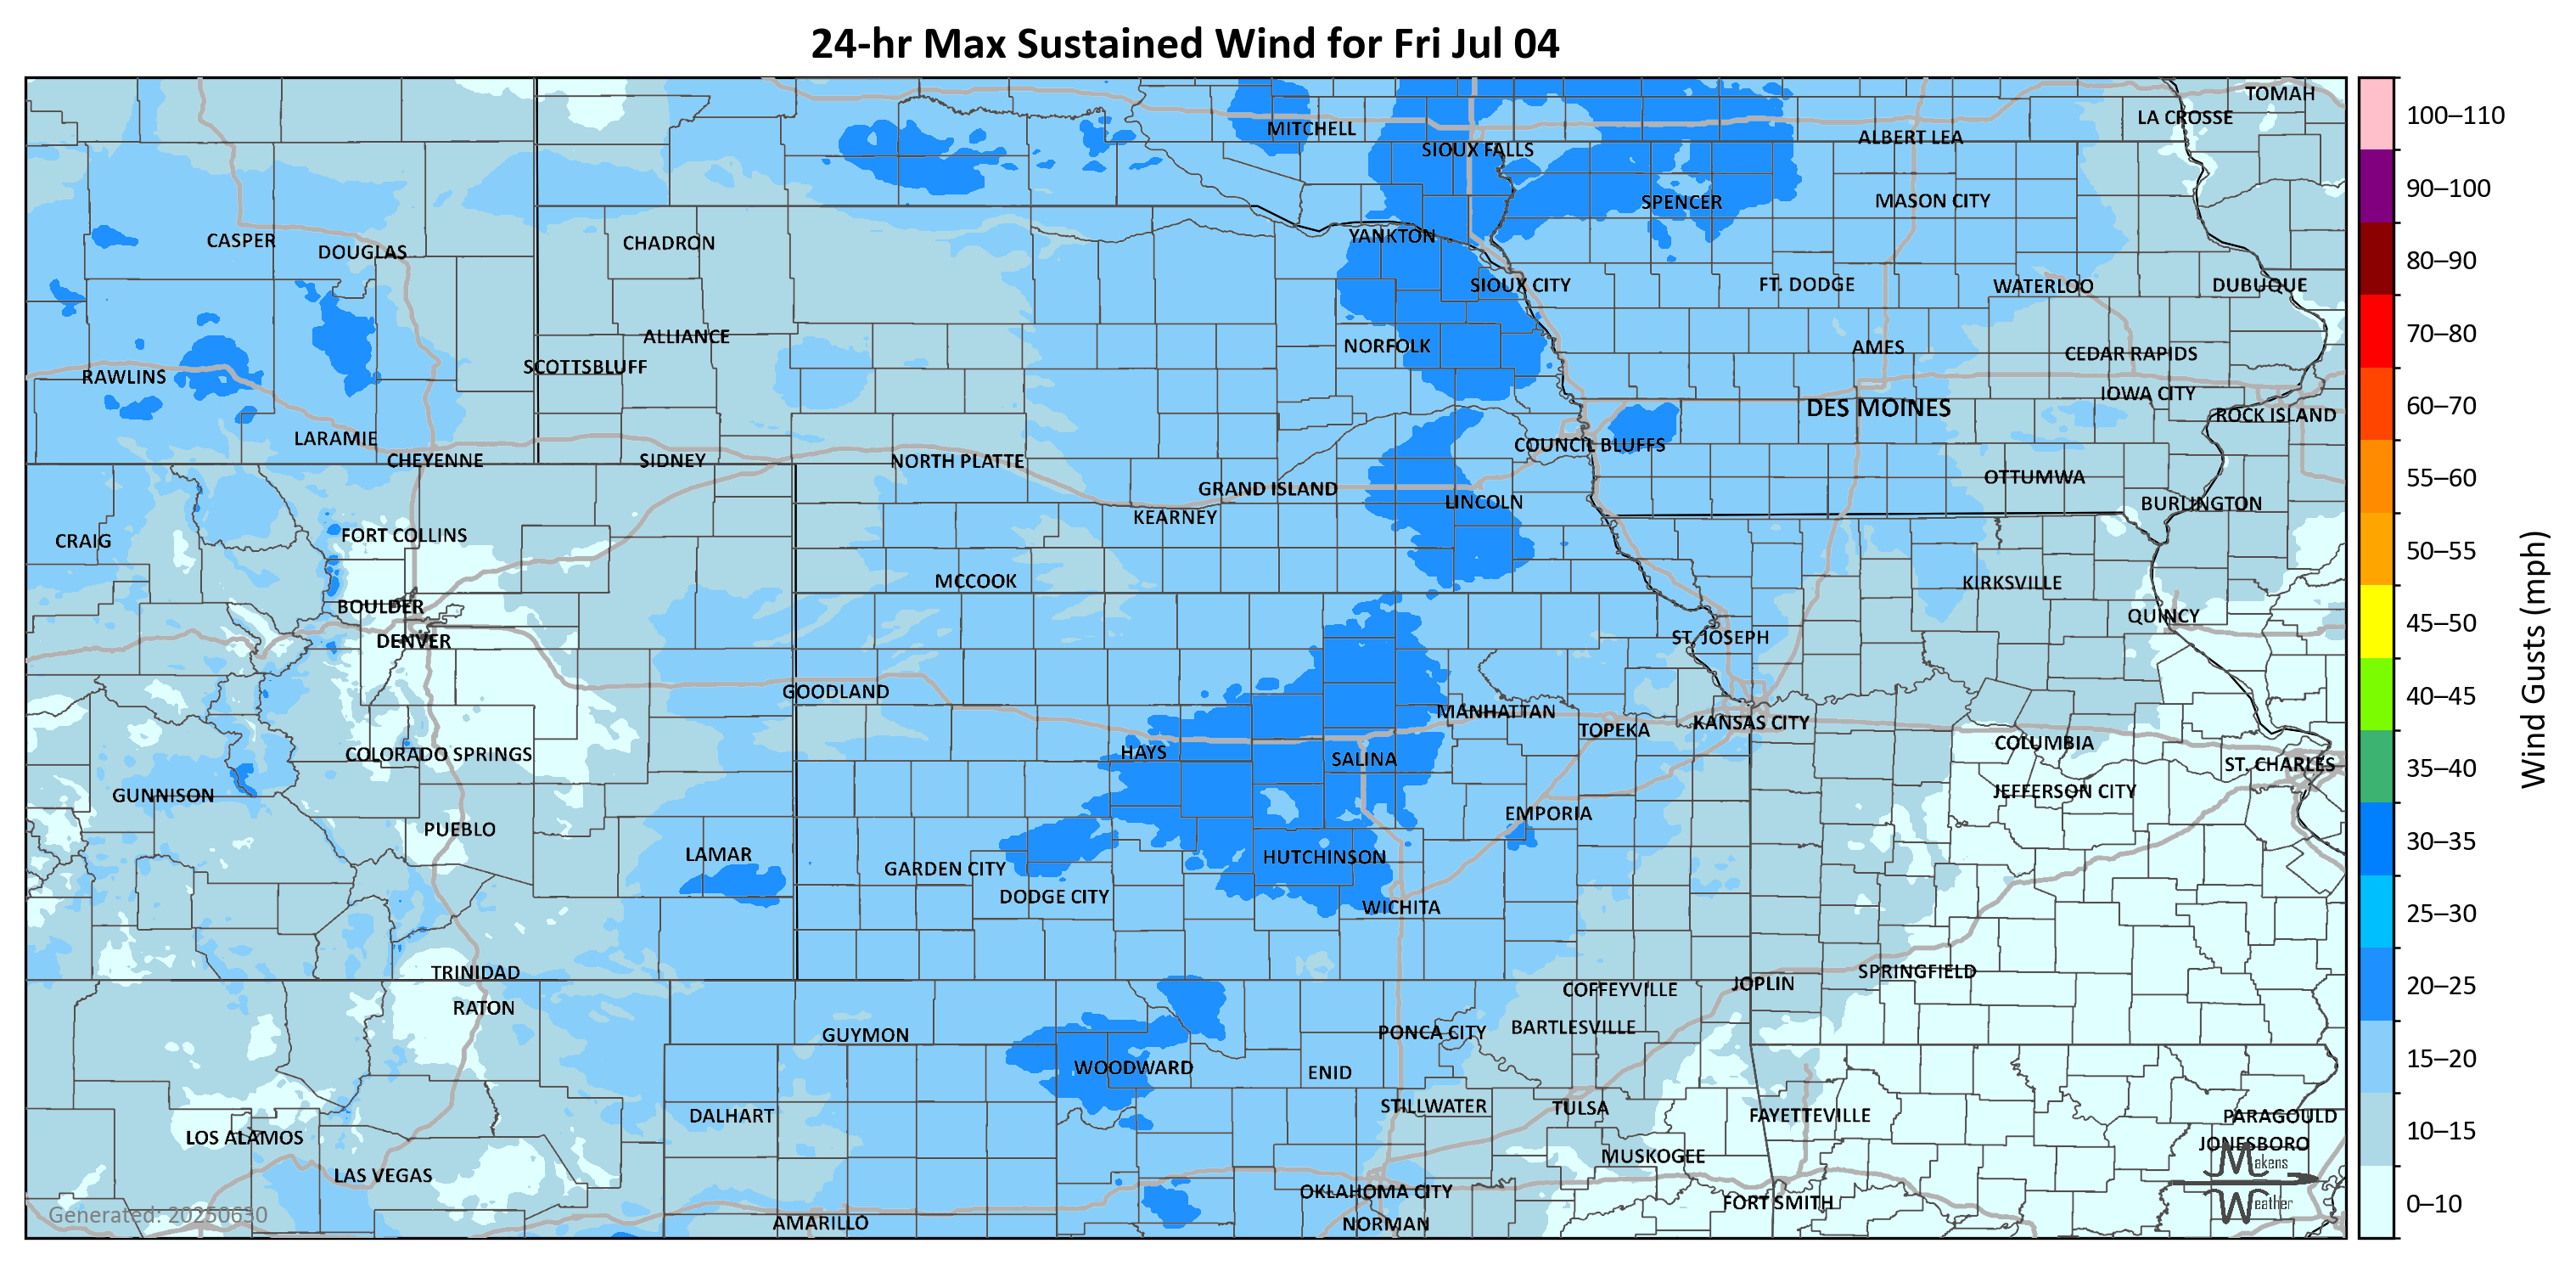 24-hr Max Sustained Wind for Fri Jul 04
TOMAH
LA CROSSE
MITCHELL
ALBERT LEA
SIOUX FALLS
SPENCER
MASON CITY
YANKTON
CASPER
CHADRON
DOUGLAS
SIOUX CITY
FT. DODGE
WATERLOO
DUBUQUE
ALLIANCE
NORFOLK
AMES
CEDAR RAPIDS
SCOTTSBLUFF
RAWLINS
IOWA CITY
DES MOINES
ROCK ISLAND
LARAMIE
COUNCIL BLUFFS
CHEYENNE
SIDNEY
NORTH PLATTE
OTTUMWA
GRAND ISLAND
LINCOLN
BURLINGTON
KEARNEY
FORT COLLINS
CRAIG
MCCOOK
KIRKSVILLE
BOULDER
QUINCY
DENVER
ST. JOSEPH
GOODLAND
MANHATTAN
KANSAS CITY
TOPEKA
COLUMBIA
HAYS
COLORADO SPRINGS
SALINA
ST. CHARLES
GUNNISON
JEFFERSON CITY
EMPORIA
PUEBLO
LAMAR
HUTCHINSON
GARDEN CITY
DODGE CITY
WICHITA
TRINIDAD
SPRINGFIELD
JOPLIN
COFFEYVILLE
RATON
BARTLESVILLE
PONCA CITY
GUYMON
WOODWARD
ENID
STILLWATER
TULSA
DALHART
FAYETTEVILLE
PARAGOULD
LOS ALAMOS
JONESBORO
MUSKOGEE
LAS VEGAS
OKLAHOMA CITY
FORT SMITH
AMARILLO
NORMAN
Makens
Weather
Generated: 20250630
100–110
90–100
80–90
70–80
60–70
55–60
50–55
45–50
40–45
35–40
30–35
25–30
20–25
15–20
10–15
0–10
Wind Gusts (mph)